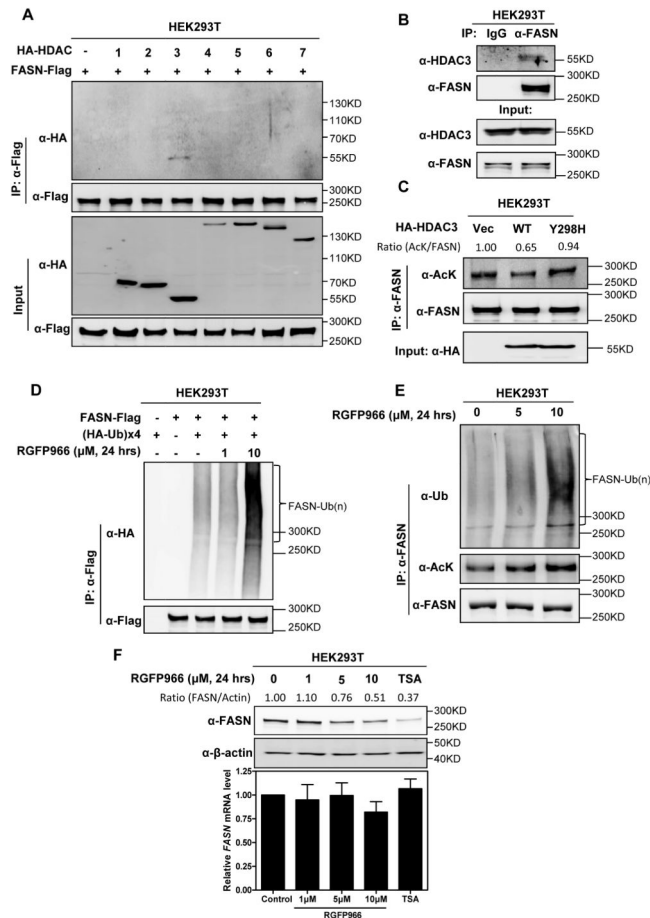 A
HEK293T
HA-HDAC - 1 2 3 4 5 6 7
FASN-Flag + + + + + + + +
IP: α-Flag
α-HA
130KD
110KD
70KD
55KD
α-Flag
300KD
250KD
Input
α-HA
130KD
70KD
55KD
α-Flag
300KD
250KD
B
HEK293T
IP: IgG α-FASN
α-HDAC3
55KD
α-FASN
300KD
250KD
Input:
α-HDAC3
55KD
α-FASN
300KD
250KD
C
HEK293T
HA-HDAC3 Vec WT Y298H
Ratio (AcK/FASN) 1.00 0.65 0.94
IP: α-FASN
α-AcK
300KD
250KD
α-FASN
300KD
250KD
Input: α-HA
55KD
D
HEK293T
FASN-Flag - + + + +
(HA-Ub)x4 + - + + +
RGFP966 (μM, 24 hrs) - - - 1 10
IP: α-Flag
α-HA
FASN-Ub(n)
300KD
250KD
α-Flag
300KD
250KD
E
HEK293T
RGFP966 (μM, 24 hrs) 0 5 10
IP: α-FASN
α-Ub
FASN-Ub(n)
300KD
250KD
α-AcK
300KD
250KD
α-FASN
300KD
250KD
F
HEK293T
RGFP966 (μM, 24 hrs) 0 1 5 10 TSA
Ratio (FASN/Actin) 1.00 1.10 0.76 0.51 0.37
α-FASN
300KD
250KD
α-β-actin
50KD
40KD
Relative FASN mRNA level
1.25
1.00
0.75
0.50
0.25
0.00
Control 1μM 5μM 10μM TSA
RGFP966